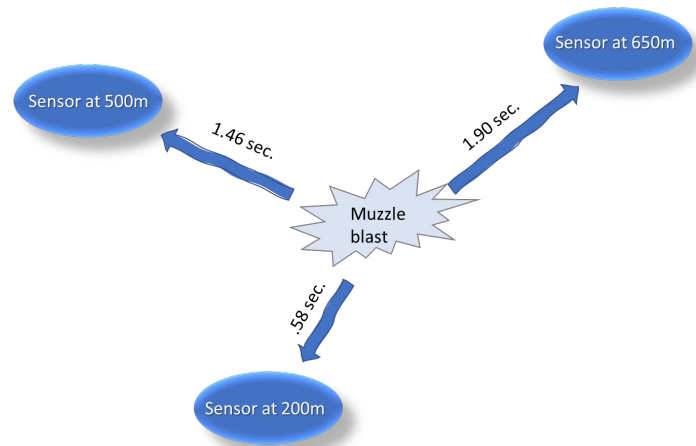 Sensor at 650m
Sensor at 500m
1.46 sec.
1.90 sec.
Muzzle
blast
.58 sec.
Sensor at 200m